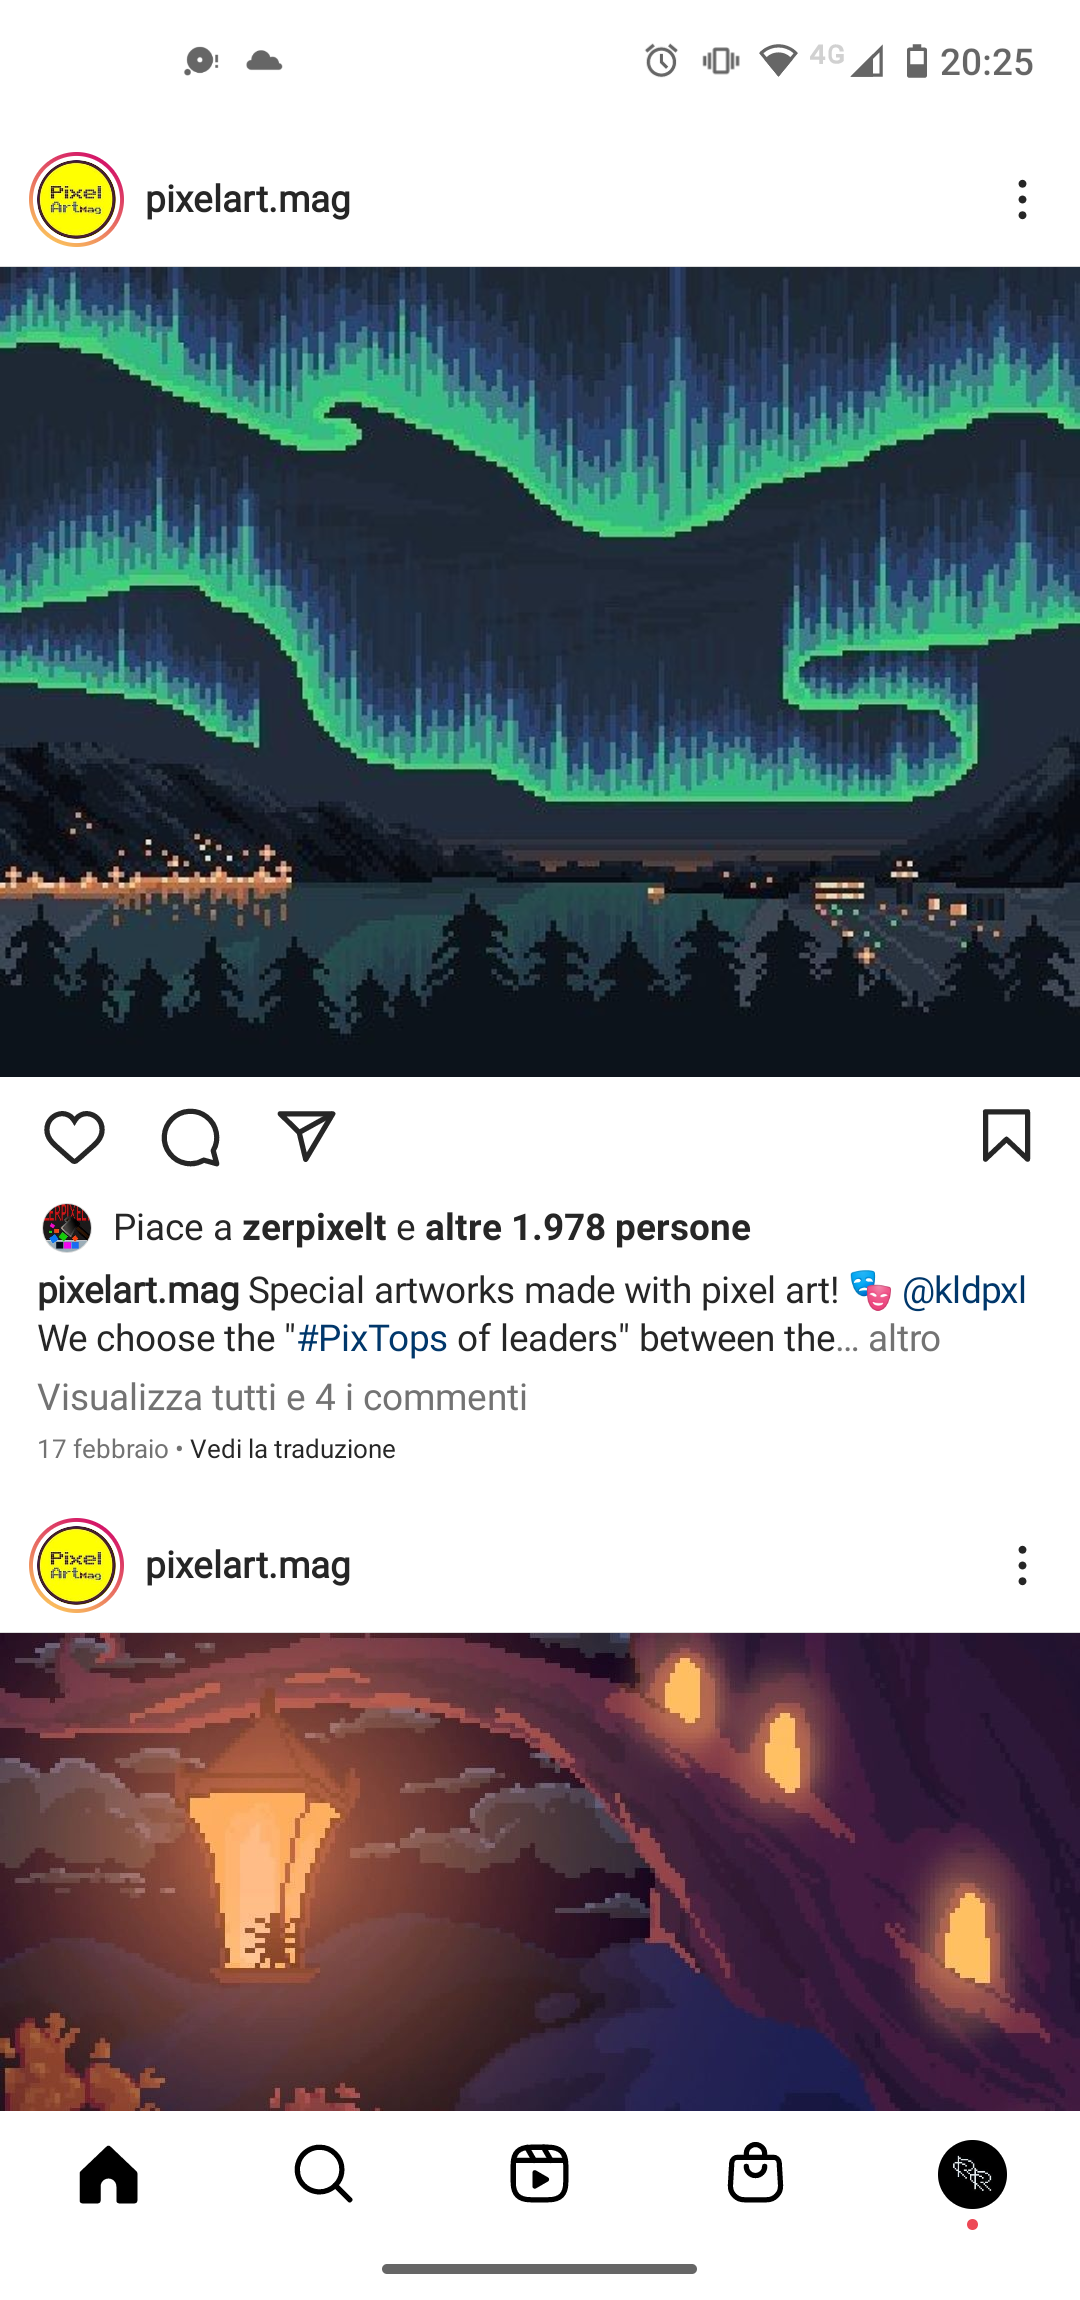 4G 20:25
Pixel
ArtMag
pixelart.mag
Piace a zerpixelt e altre 1.978 persone
pixelart.mag Special artworks made with pixel art! 🎭 @kldpxl
We choose the "#PixTops of leaders" between the... altro
Visualizza tutti e 4 i commenti
17 febbraio • Vedi la traduzione
Pixel
ArtMag
pixelart.mag